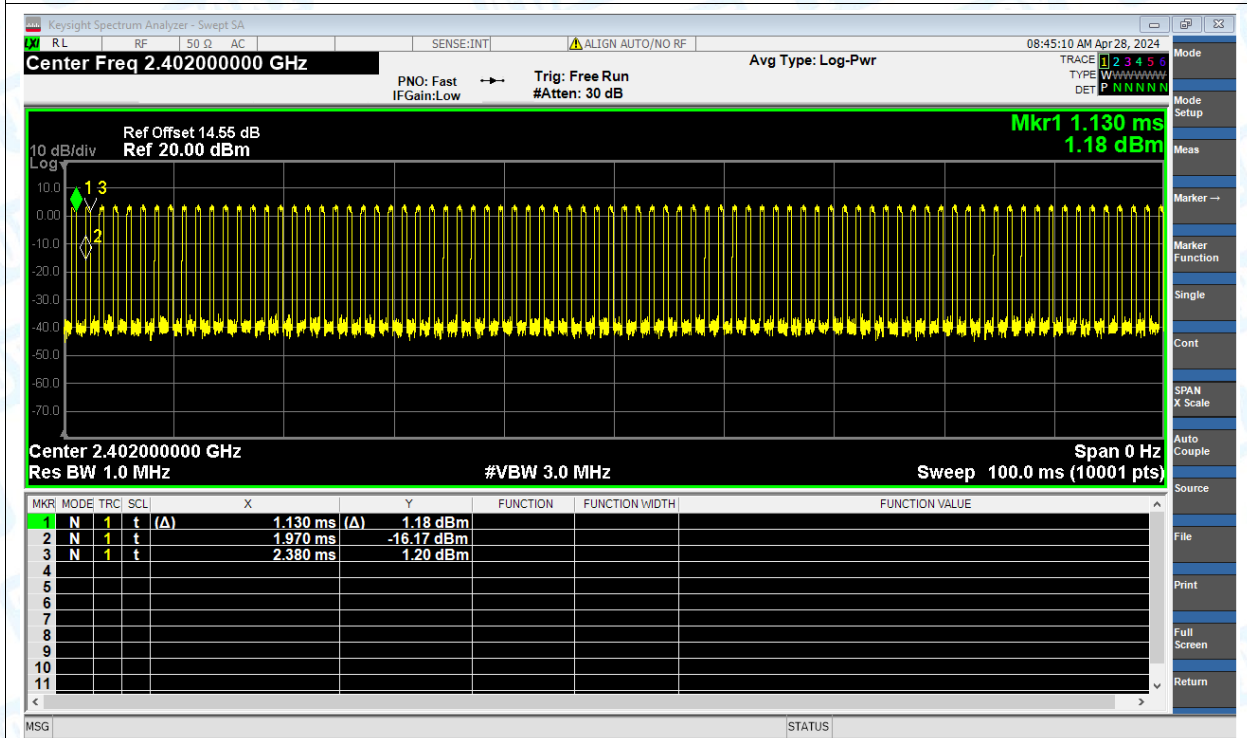 Keysight Spectrum Analyzer - Swept SA
LXI RL RF 50 Ω AC SENSE:INT ALIGN AUTO/NO RF 08:45:10 AM Apr 28, 2024
Center Freq 2.402000000 GHz
PNO: Fast
IFGain:Low
Trig: Free Run
#Atten: 30 dB
Avg Type: Log-Pwr
TRACE 1 2 3 4 5 6
TYPE WWWWWW
DET P N N N N N
Ref Offset 14.55 dB
Ref 20.00 dBm
10 dB/div
Log
Mkr1 1.130 ms
1.18 dBm
10.0
0.00
-10.0
-20.0
-30.0
-40.0
-50.0
-60.0
-70.0
1 3
2
Center 2.402000000 GHz
Res BW 1.0 MHz
#VBW 3.0 MHz
Span 0 Hz
Sweep 100.0 ms (10001 pts)
MKR MODE TRC SCL X Y FUNCTION FUNCTION WIDTH FUNCTION VALUE
1 N 1 t (Δ) 1.130 ms (Δ) 1.18 dBm
2 N 1 t 1.970 ms -16.17 dBm
3 N 1 t 2.380 ms 1.20 dBm
4
5
6
7
8
9
10
11
MSG STATUS
Mode
Mode
Setup
Meas
Marker →
Marker
Function
Single
Cont
SPAN
X Scale
Auto
Couple
Source
File
Print
Full
Screen
Return